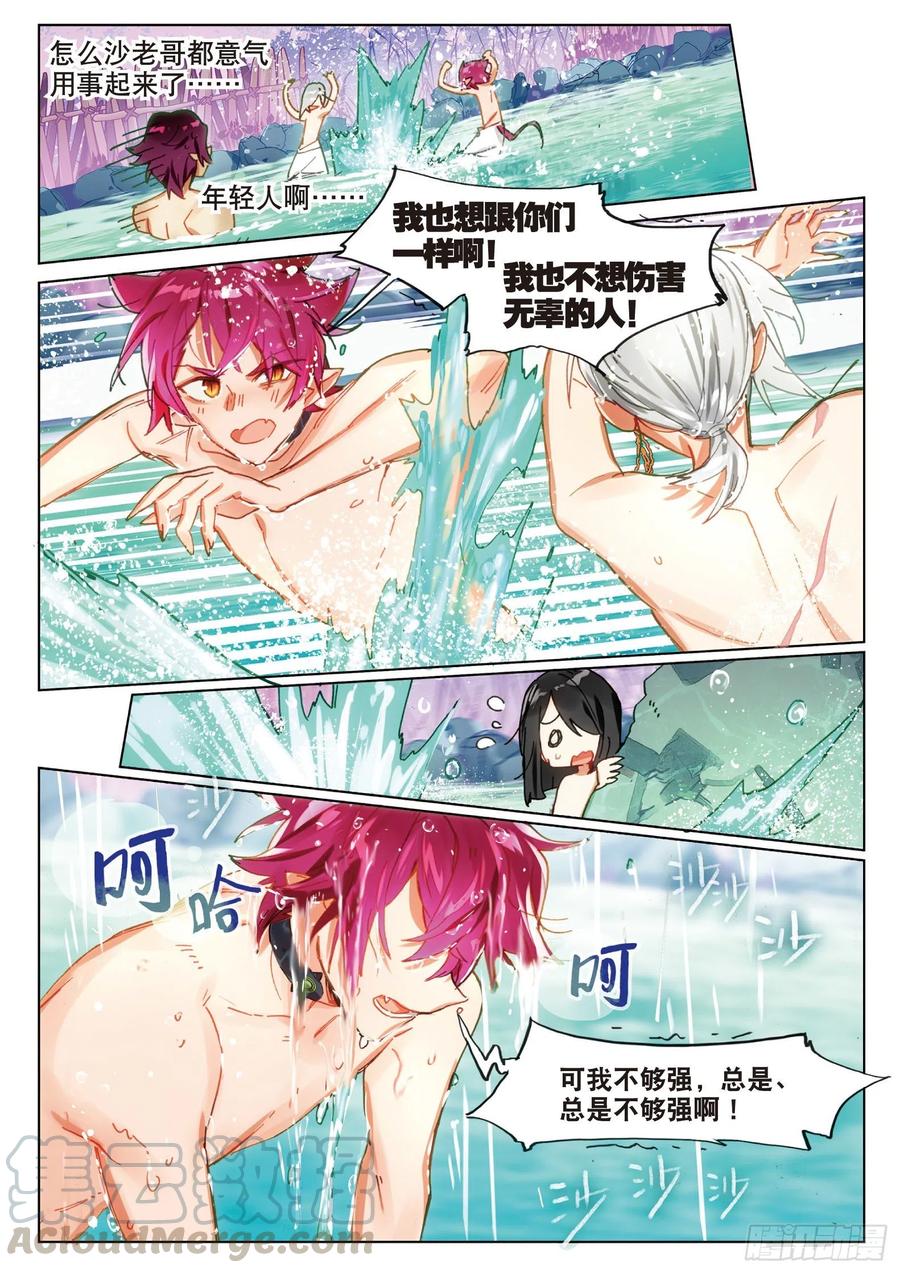 怎么沙老哥都意气
用事起来了……
年轻人啊……
我也想跟你们
一样啊！
我也不想伤害
无辜的人！
呵
哈
呵
沙
沙
沙沙
沙
可我不够强，总是、
总是不够强啊！
沙
沙沙
集云数据
AcloudMerge.com
腾讯动漫